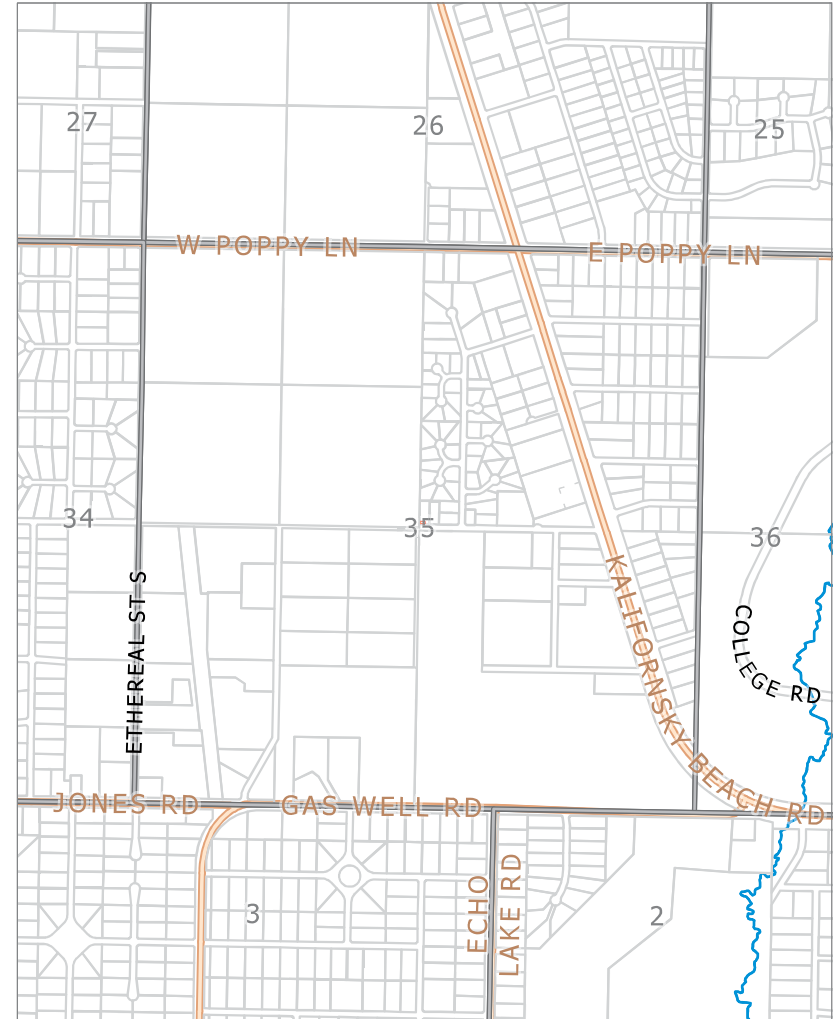 27
26
25
W POPPY LN
E POPPY LN
34
35
36
KALIFORNSKY BEACH RD
ETHEREAL ST S
COLLEGE RD
JONES RD
GAS WELL RD
ECHO
LAKE RD
3
2